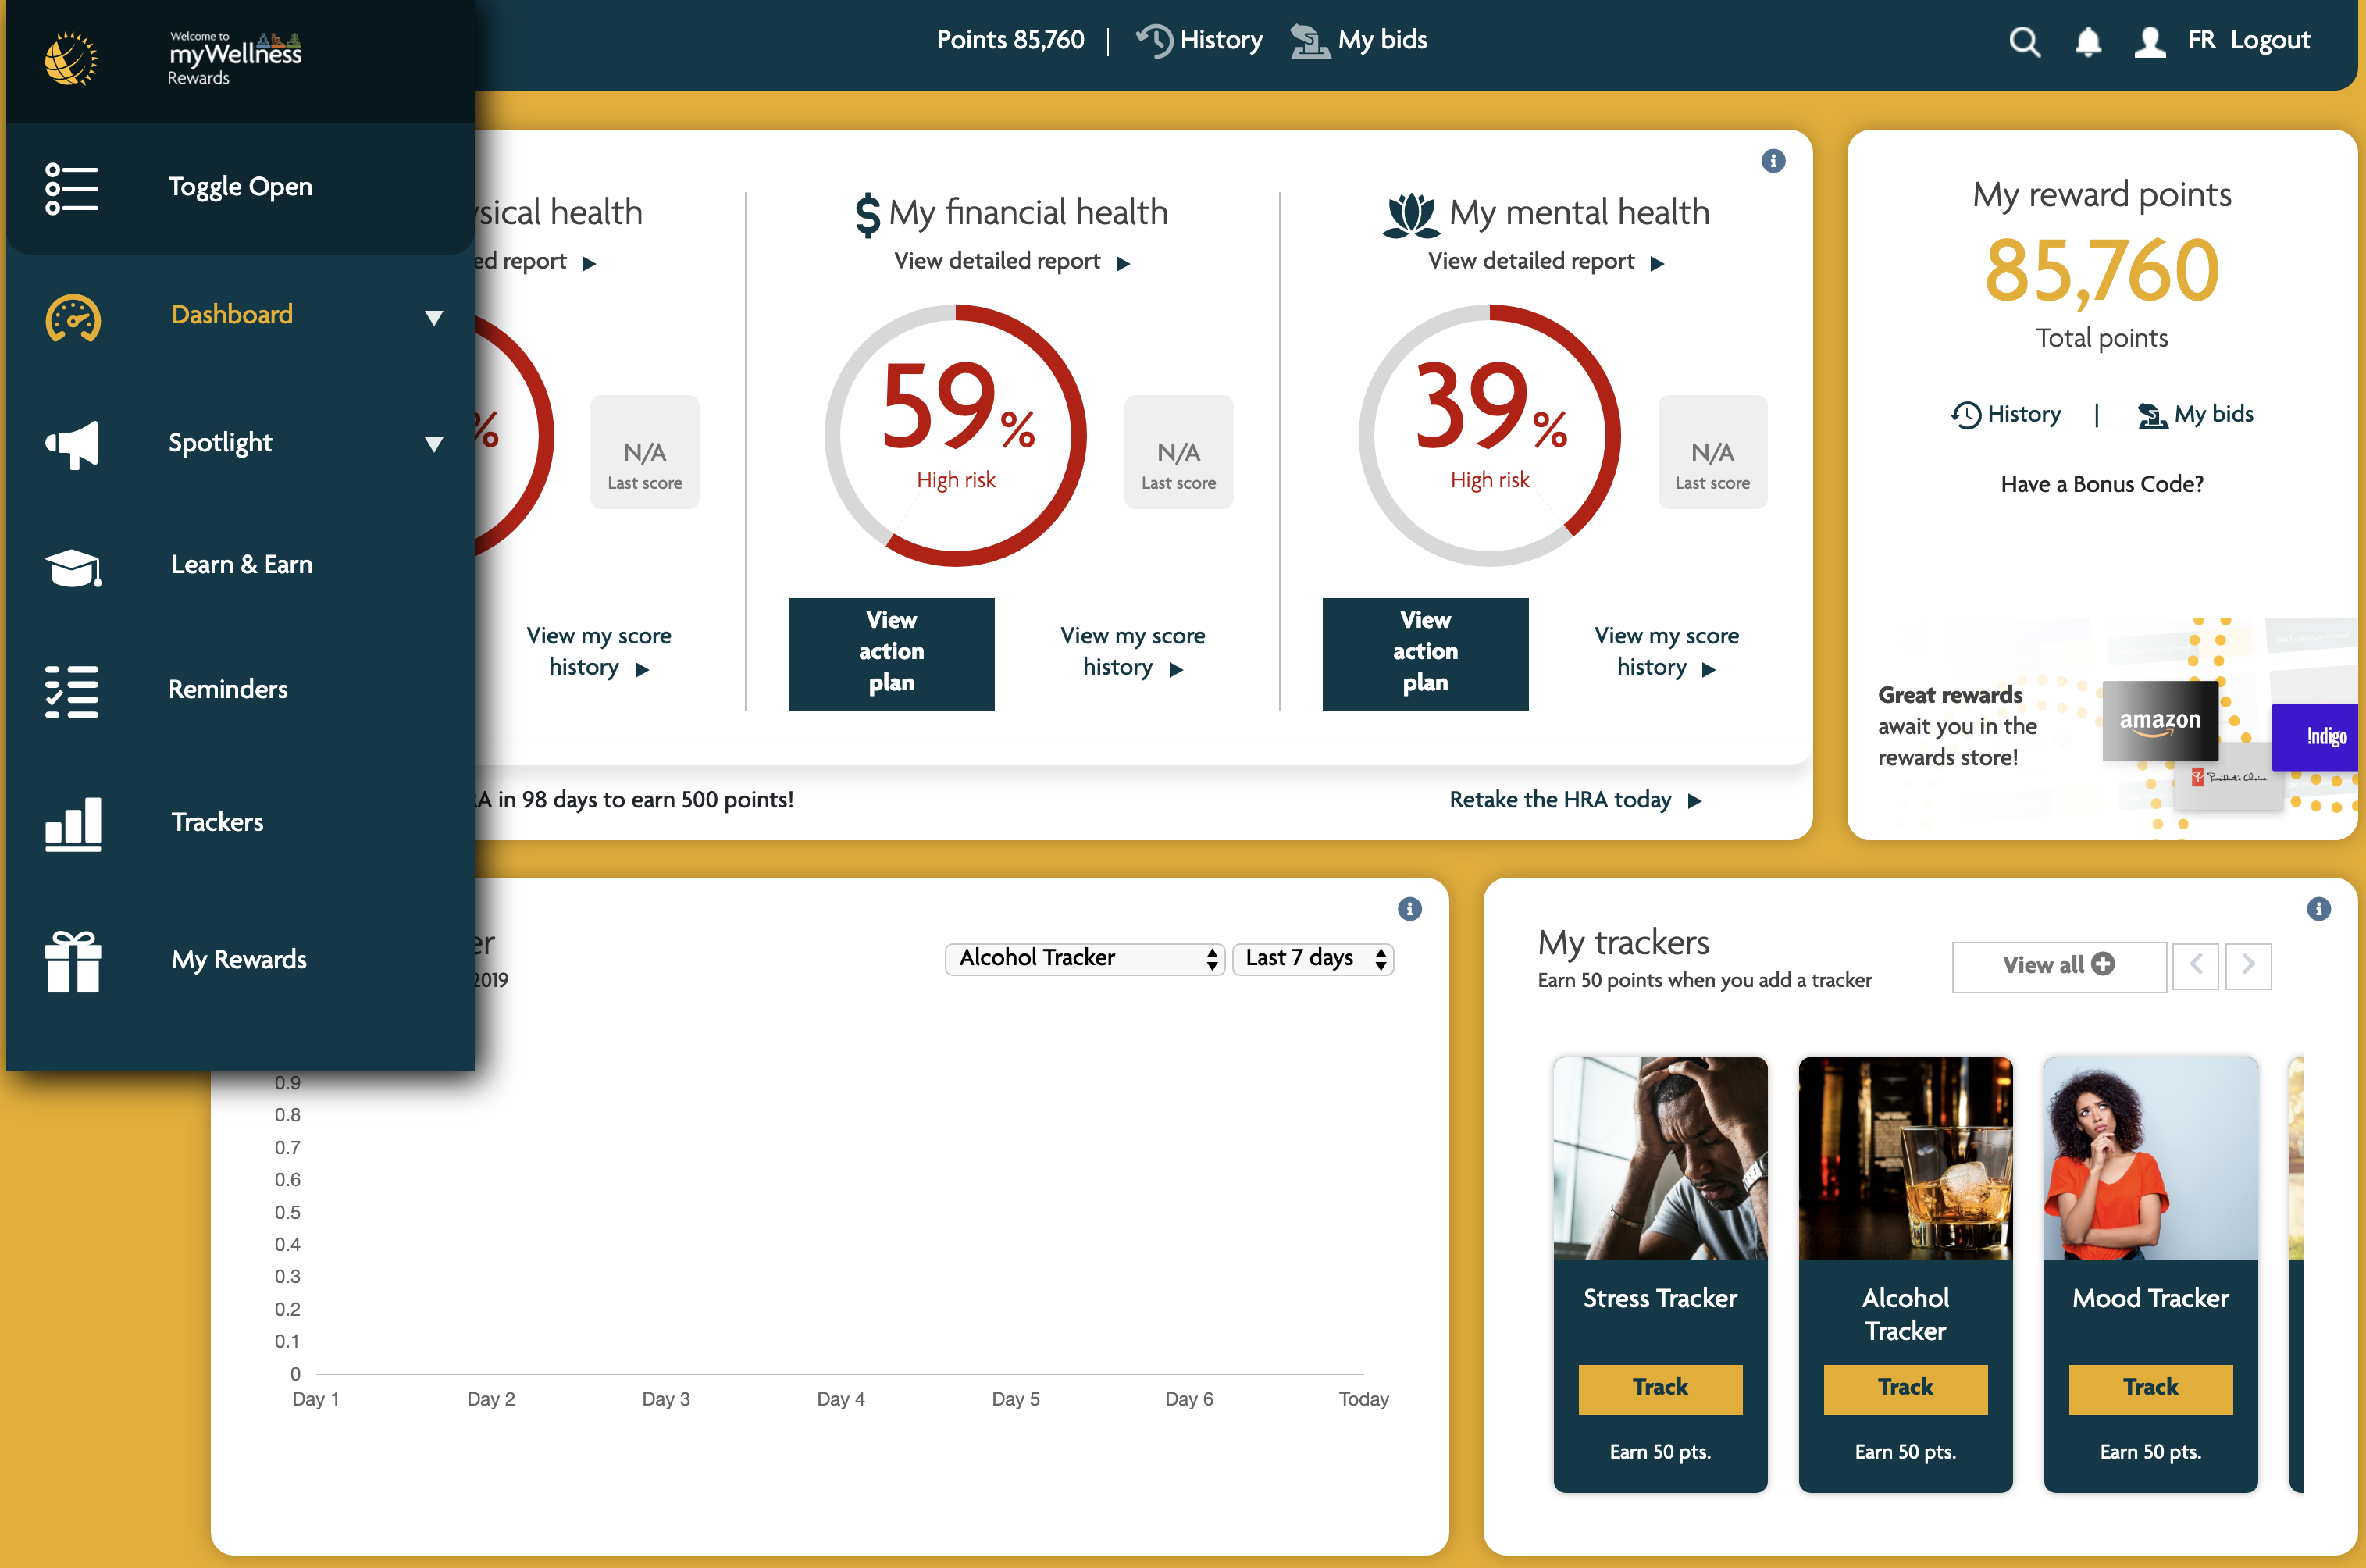 Welcome to
myWellness
Rewards
Toggle Open
Dashboard
Spotlight
Learn & Earn
Reminders
Trackers
My Rewards
Points 85,760 | History My bids
FR Logout
sical health
ed report
%
N/A
Last score
View my score
history
$ My financial health
View detailed report
59%
High risk
N/A
Last score
View
action
plan
View my score
history
My mental health
View detailed report
39%
High risk
N/A
Last score
View
action
plan
View my score
history
A in 98 days to earn 500 points!
Retake the HRA today
My reward points
85,760
Total points
History | My bids
Have a Bonus Code?
Great rewards
await you in the
rewards store!
amazon
Indigo
President's Choice
er
2019
Alcohol Tracker
Last 7 days
0.9
0.8
0.7
0.6
0.5
0.4
0.3
0.2
0.1
0
Day 1 Day 2 Day 3 Day 4 Day 5 Day 6 Today
My trackers
Earn 50 points when you add a tracker
View all
Stress Tracker
Track
Earn 50 pts.
Alcohol
Tracker
Track
Earn 50 pts.
Mood Tracker
Track
Earn 50 pts.